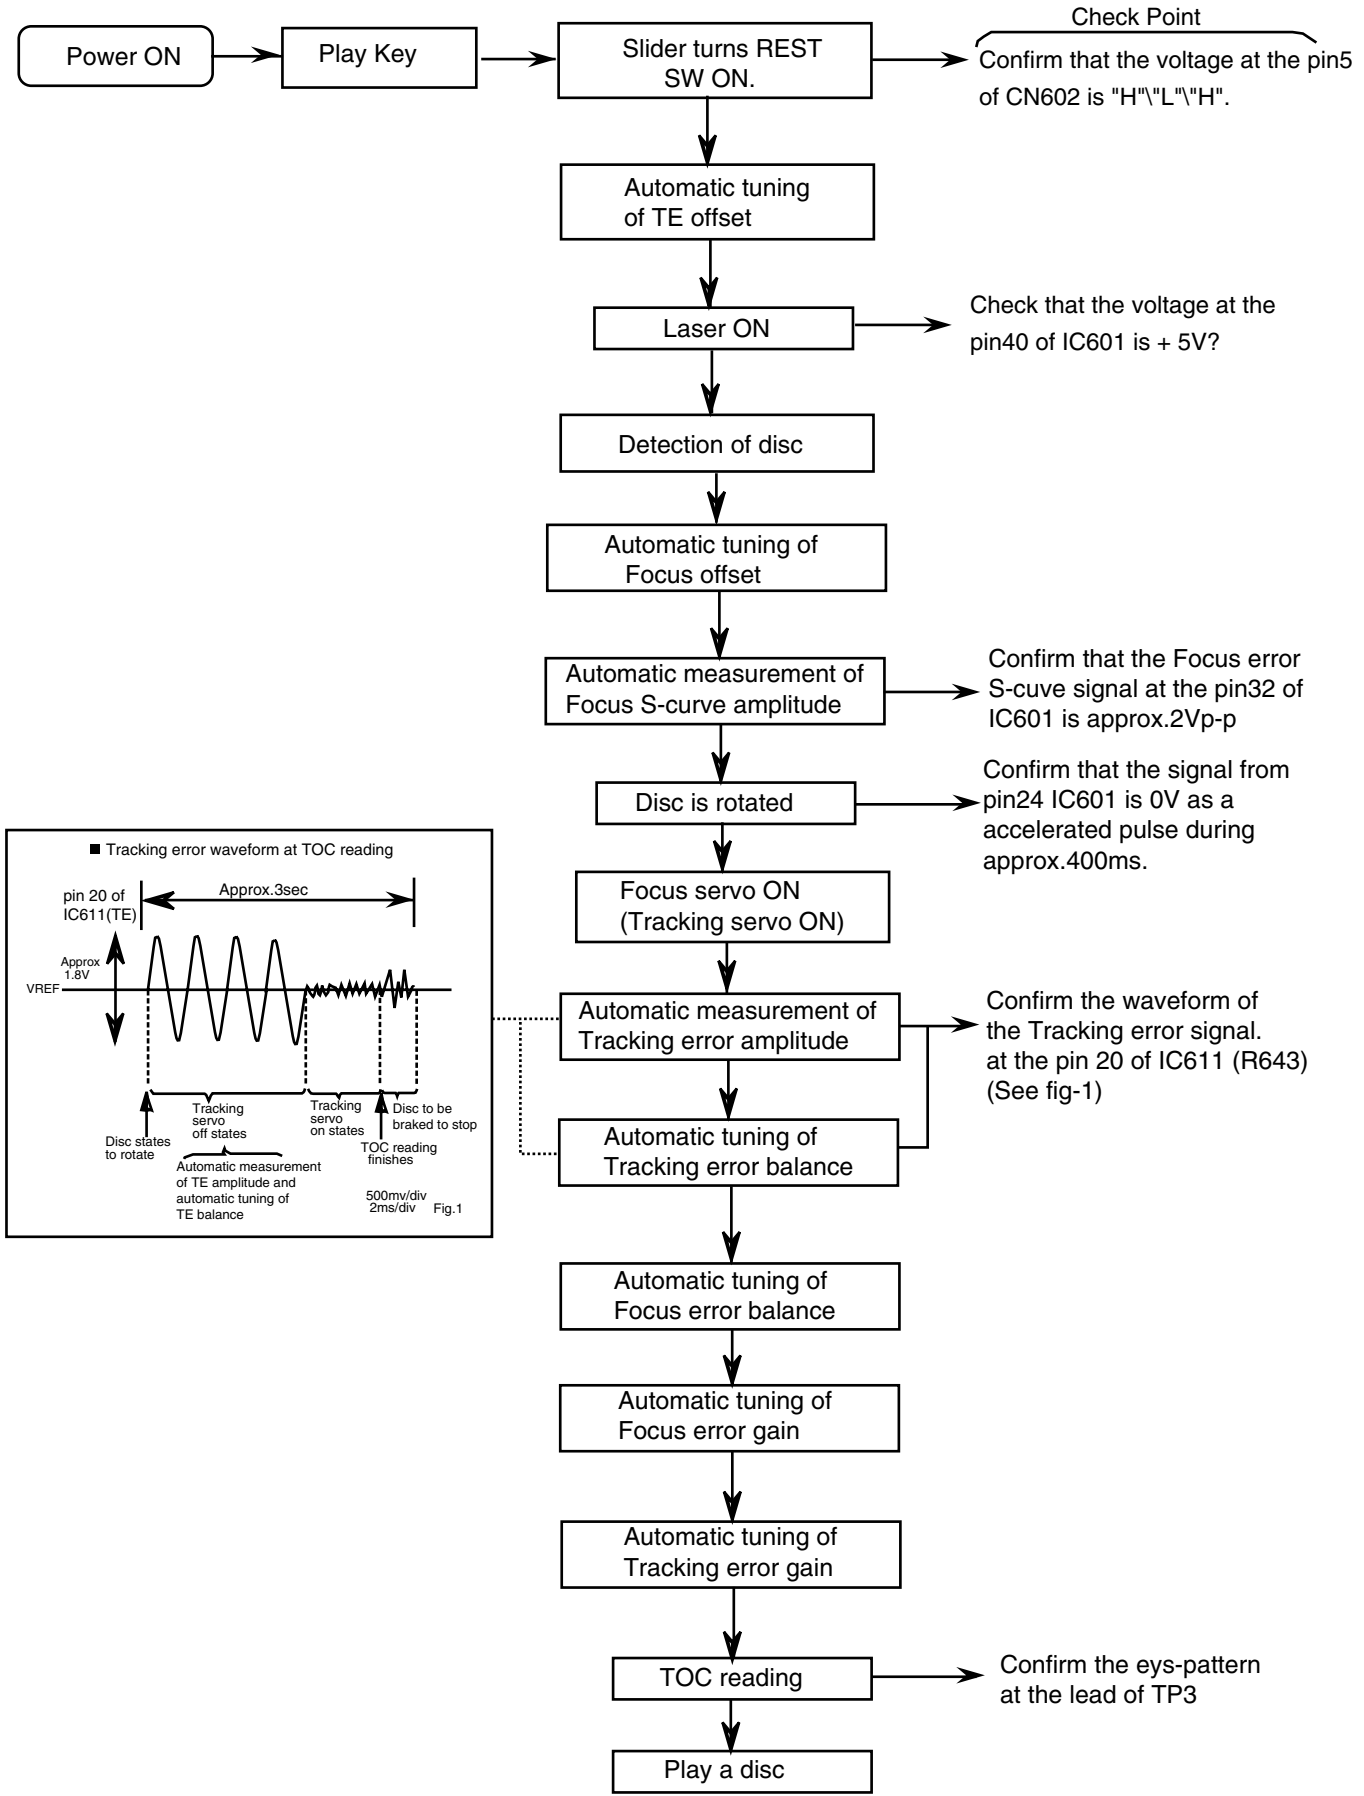 Check Point
Power ON
Play Key
Slider turns REST
SW ON.
Confirm that the voltage at the pin5
of CN602 is "H"\"L"\"H".
Automatic tuning
of TE offset
Laser ON
Check that the voltage at the
pin40 of IC601 is + 5V?
Detection of disc
Automatic tuning of
Focus offset
Automatic measurement of
Focus S-curve amplitude
Confirm that the Focus error
S-cuve signal at the pin32 of
IC601 is approx.2Vp-p
Disc is rotated
Confirm that the signal from
pin24 IC601 is 0V as a
accelerated pulse during
approx.400ms.
Focus servo ON
(Tracking servo ON)
■ Tracking error waveform at TOC reading
pin 20 of
IC611(TE)
Approx.3sec
Approx
1.8V
VREF
Disc states
to rotate
Tracking
servo
off states
Tracking
servo
on states
Disc to be
braked to stop
TOC reading
finishes
Automatic measurement
of TE amplitude and
automatic tuning of
TE balance
500mv/div
2ms/div
Fig.1
Automatic measurement of
Tracking error amplitude
Confirm the waveform of
the Tracking error signal.
at the pin 20 of IC611 (R643)
(See fig-1)
Automatic tuning of
Tracking error balance
Automatic tuning of
Focus error balance
Automatic tuning of
Focus error gain
Automatic tuning of
Tracking error gain
TOC reading
Confirm the eys-pattern
at the lead of TP3
Play a disc